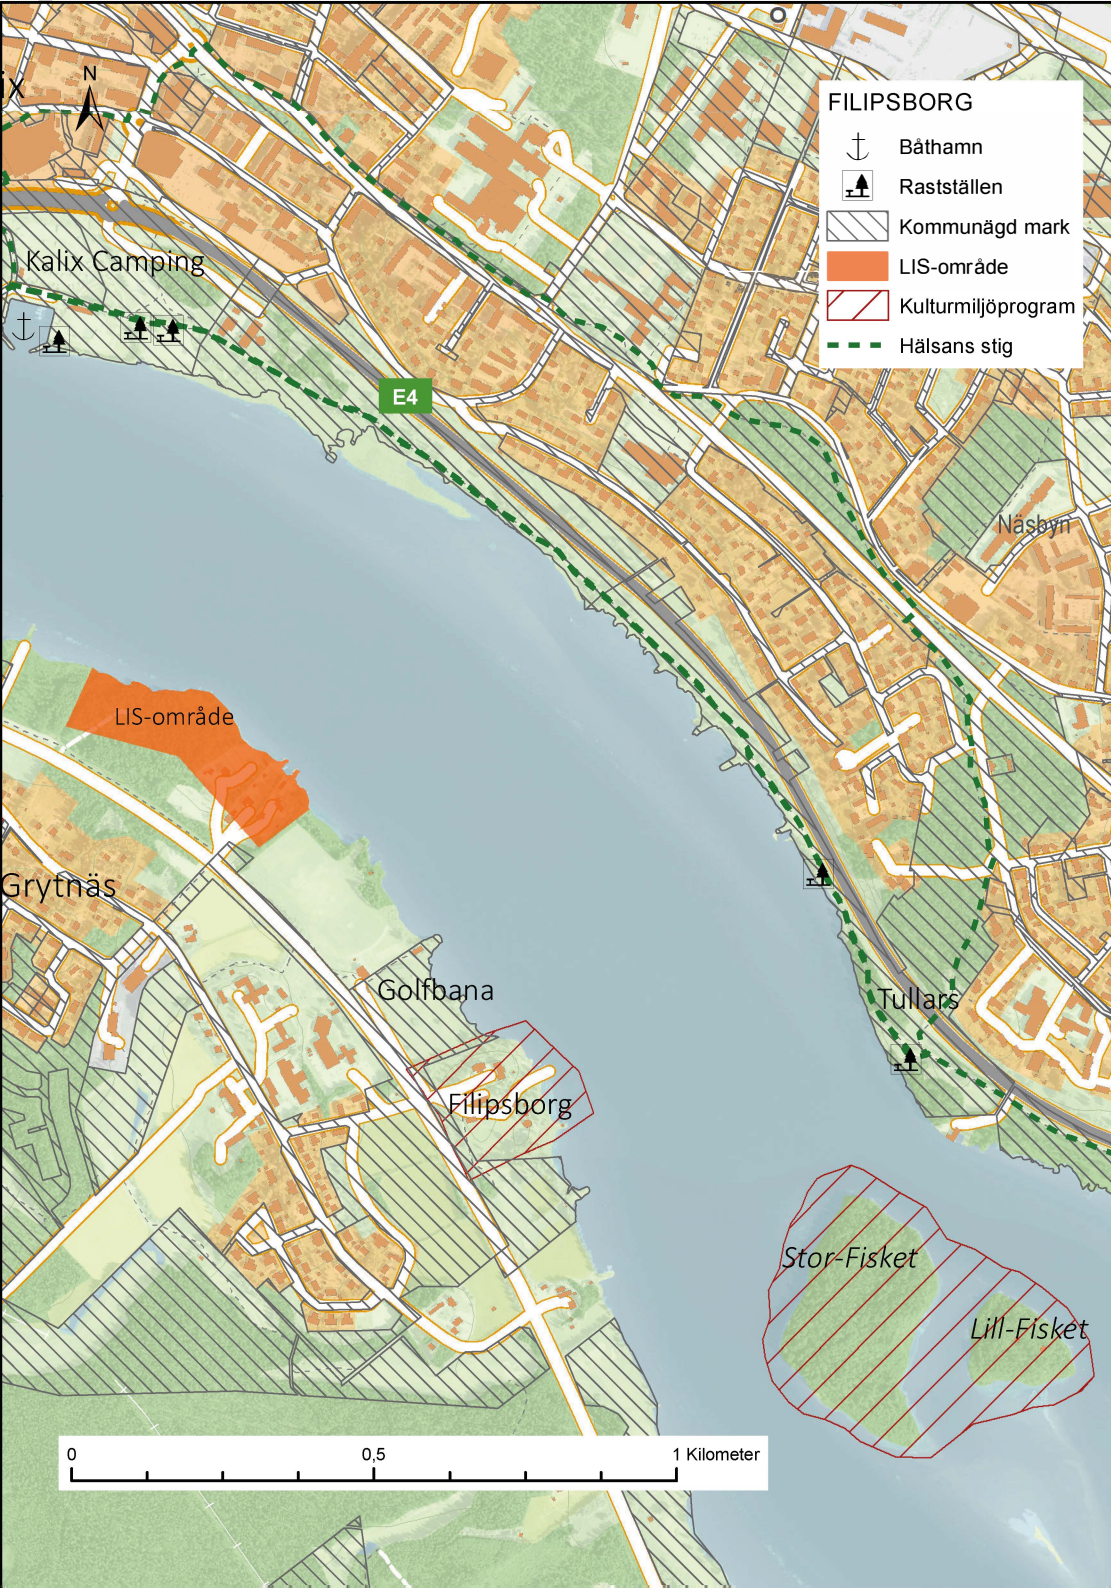 ix
N
FILIPSBORG
Båthamn
Rastställen
Kommunägd mark
LIS-område
Kulturmiljöprogram
Hälsans stig
Kalix Camping
E4
Näsbyn
LIS-område
Grytnäs
Golfbana
Tullars
Filipsborg
Stor-Fisket
Lill-Fisket
0 0,5 1 Kilometer